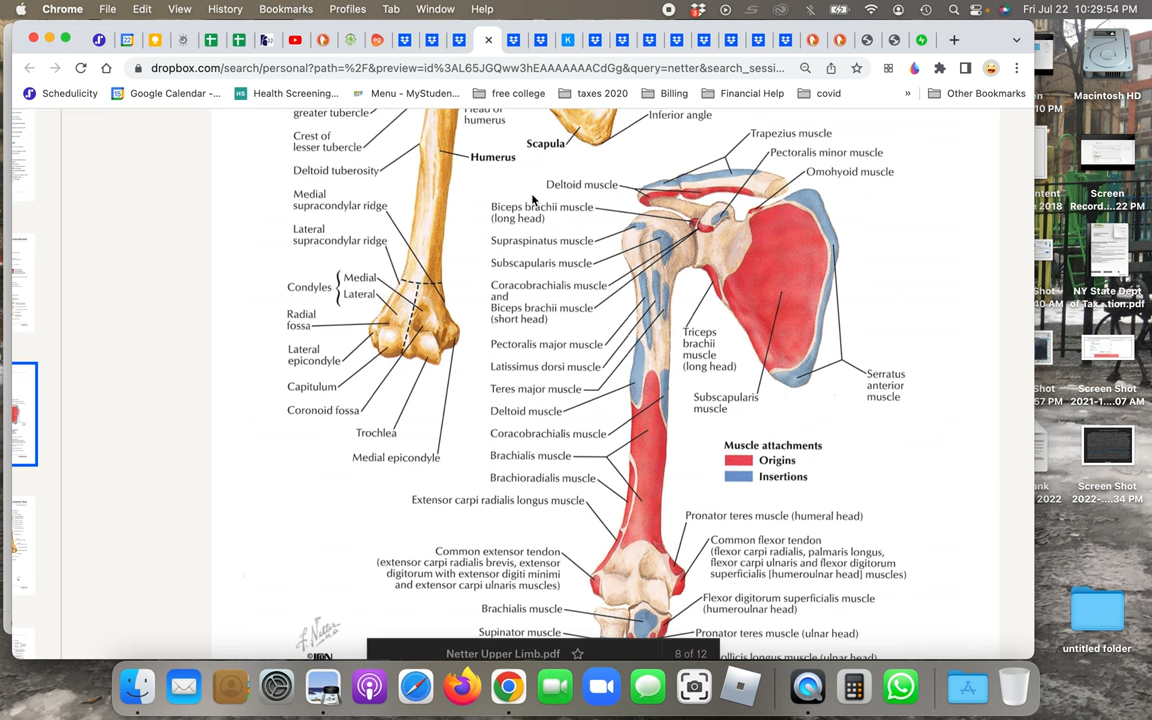 Chrome File Edit View History Bookmarks Profiles Tab Window Help Fri Jul 22 10:29:54 PM
dropbox.com/search/personal?path=%2F&preview=id%3AL65JGQww3hEAAAAAACdGg&query=netter&search_sessi...
Schedulicity Google Calendar -... Health Screening... Menu - MyStuden... free college taxes 2020 Billing Financial Help covid » Other Bookmarks
greater tubercle
Crest of
lesser tubercle
Deltoid tuberosity
Medial
supracondylar ridge
Lateral
supracondylar ridge
Condyles
Medial
Lateral
Radial
fossa
Lateral
epicondyle
Capitulum
Coronoid fossa
Trochlea
Medial epicondyle
Head of
humerus
Humerus
Scapula
Inferior angle
Trapezius muscle
Pectoralis minor muscle
Omohyoid muscle
Deltoid muscle
Biceps brachii muscle
(long head)
Supraspinatus muscle
Subscapularis muscle
Coracobrachialis muscle
and
Biceps brachii muscle
(short head)
Pectoralis major muscle
Latissimus dorsi muscle
Teres major muscle
Deltoid muscle
Coracobrachialis muscle
Brachialis muscle
Brachioradialis muscle
Extensor carpi radialis longus muscle
Common extensor tendon
(extensor carpi radialis brevis, extensor
digitorum with extensor digiti minimi
and extensor carpi ulnaris muscles)
Brachialis muscle
Supinator muscle
Triceps
brachii
muscle
(long head)
Subscapularis
muscle
Serratus
anterior
muscle
Muscle attachments
Origins
Insertions
Pronator teres muscle (humeral head)
Common flexor tendon
(flexor carpi radialis, palmaris longus,
flexor carpi ulnaris and flexor digitorum
superficialis [humeroulnar head] muscles)
Flexor digitorum superficialis muscle
(humeroulnar head)
Pronator teres muscle (ulnar head)
Netter Upper Limb.pdf 8 of 12
Macintosh HD
Screen
Record....22 PM
NY State Dept
of Tax...tion.pdf
Screen Shot
2021-1....07 AM
Screen Shot
2022-....34 PM
untitled folder